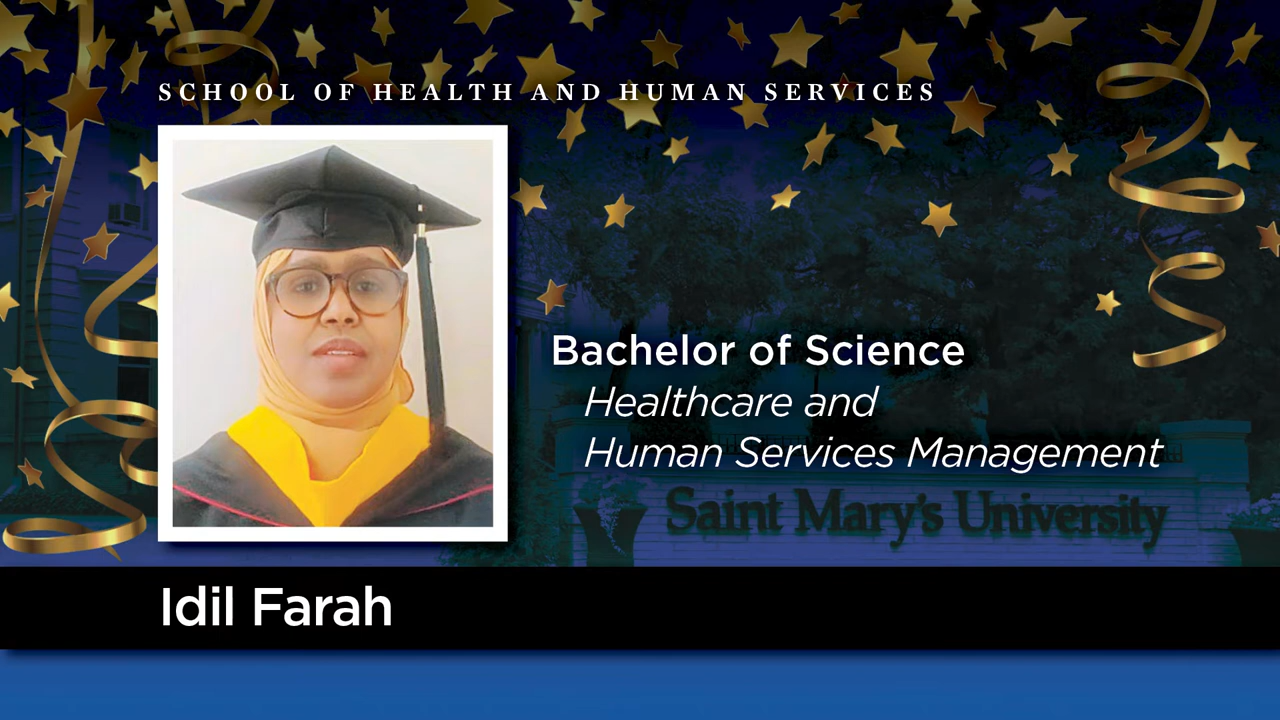 SCHOOL OF HEALTH AND HUMAN SERVICES
Bachelor of Science
Healthcare and
Human Services Management
Saint Mary's University
Idil Farah